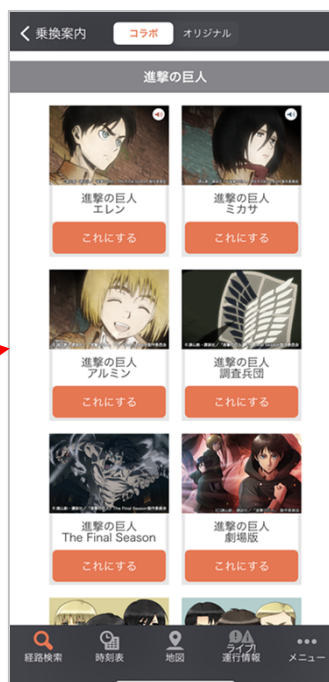 乗換案内
コラボ
オリジナル
進撃の巨人
進撃の巨人
エレン
進撃の巨人
ミカサ
これにする
これにする
進撃の巨人
アルミン
進撃の巨人
調査兵団
これにする
これにする
進撃の巨人
The Final Season
進撃の巨人
劇場版
これにする
これにする
経路検索
時刻表
地図
ライブ!
運行情報
メニュー